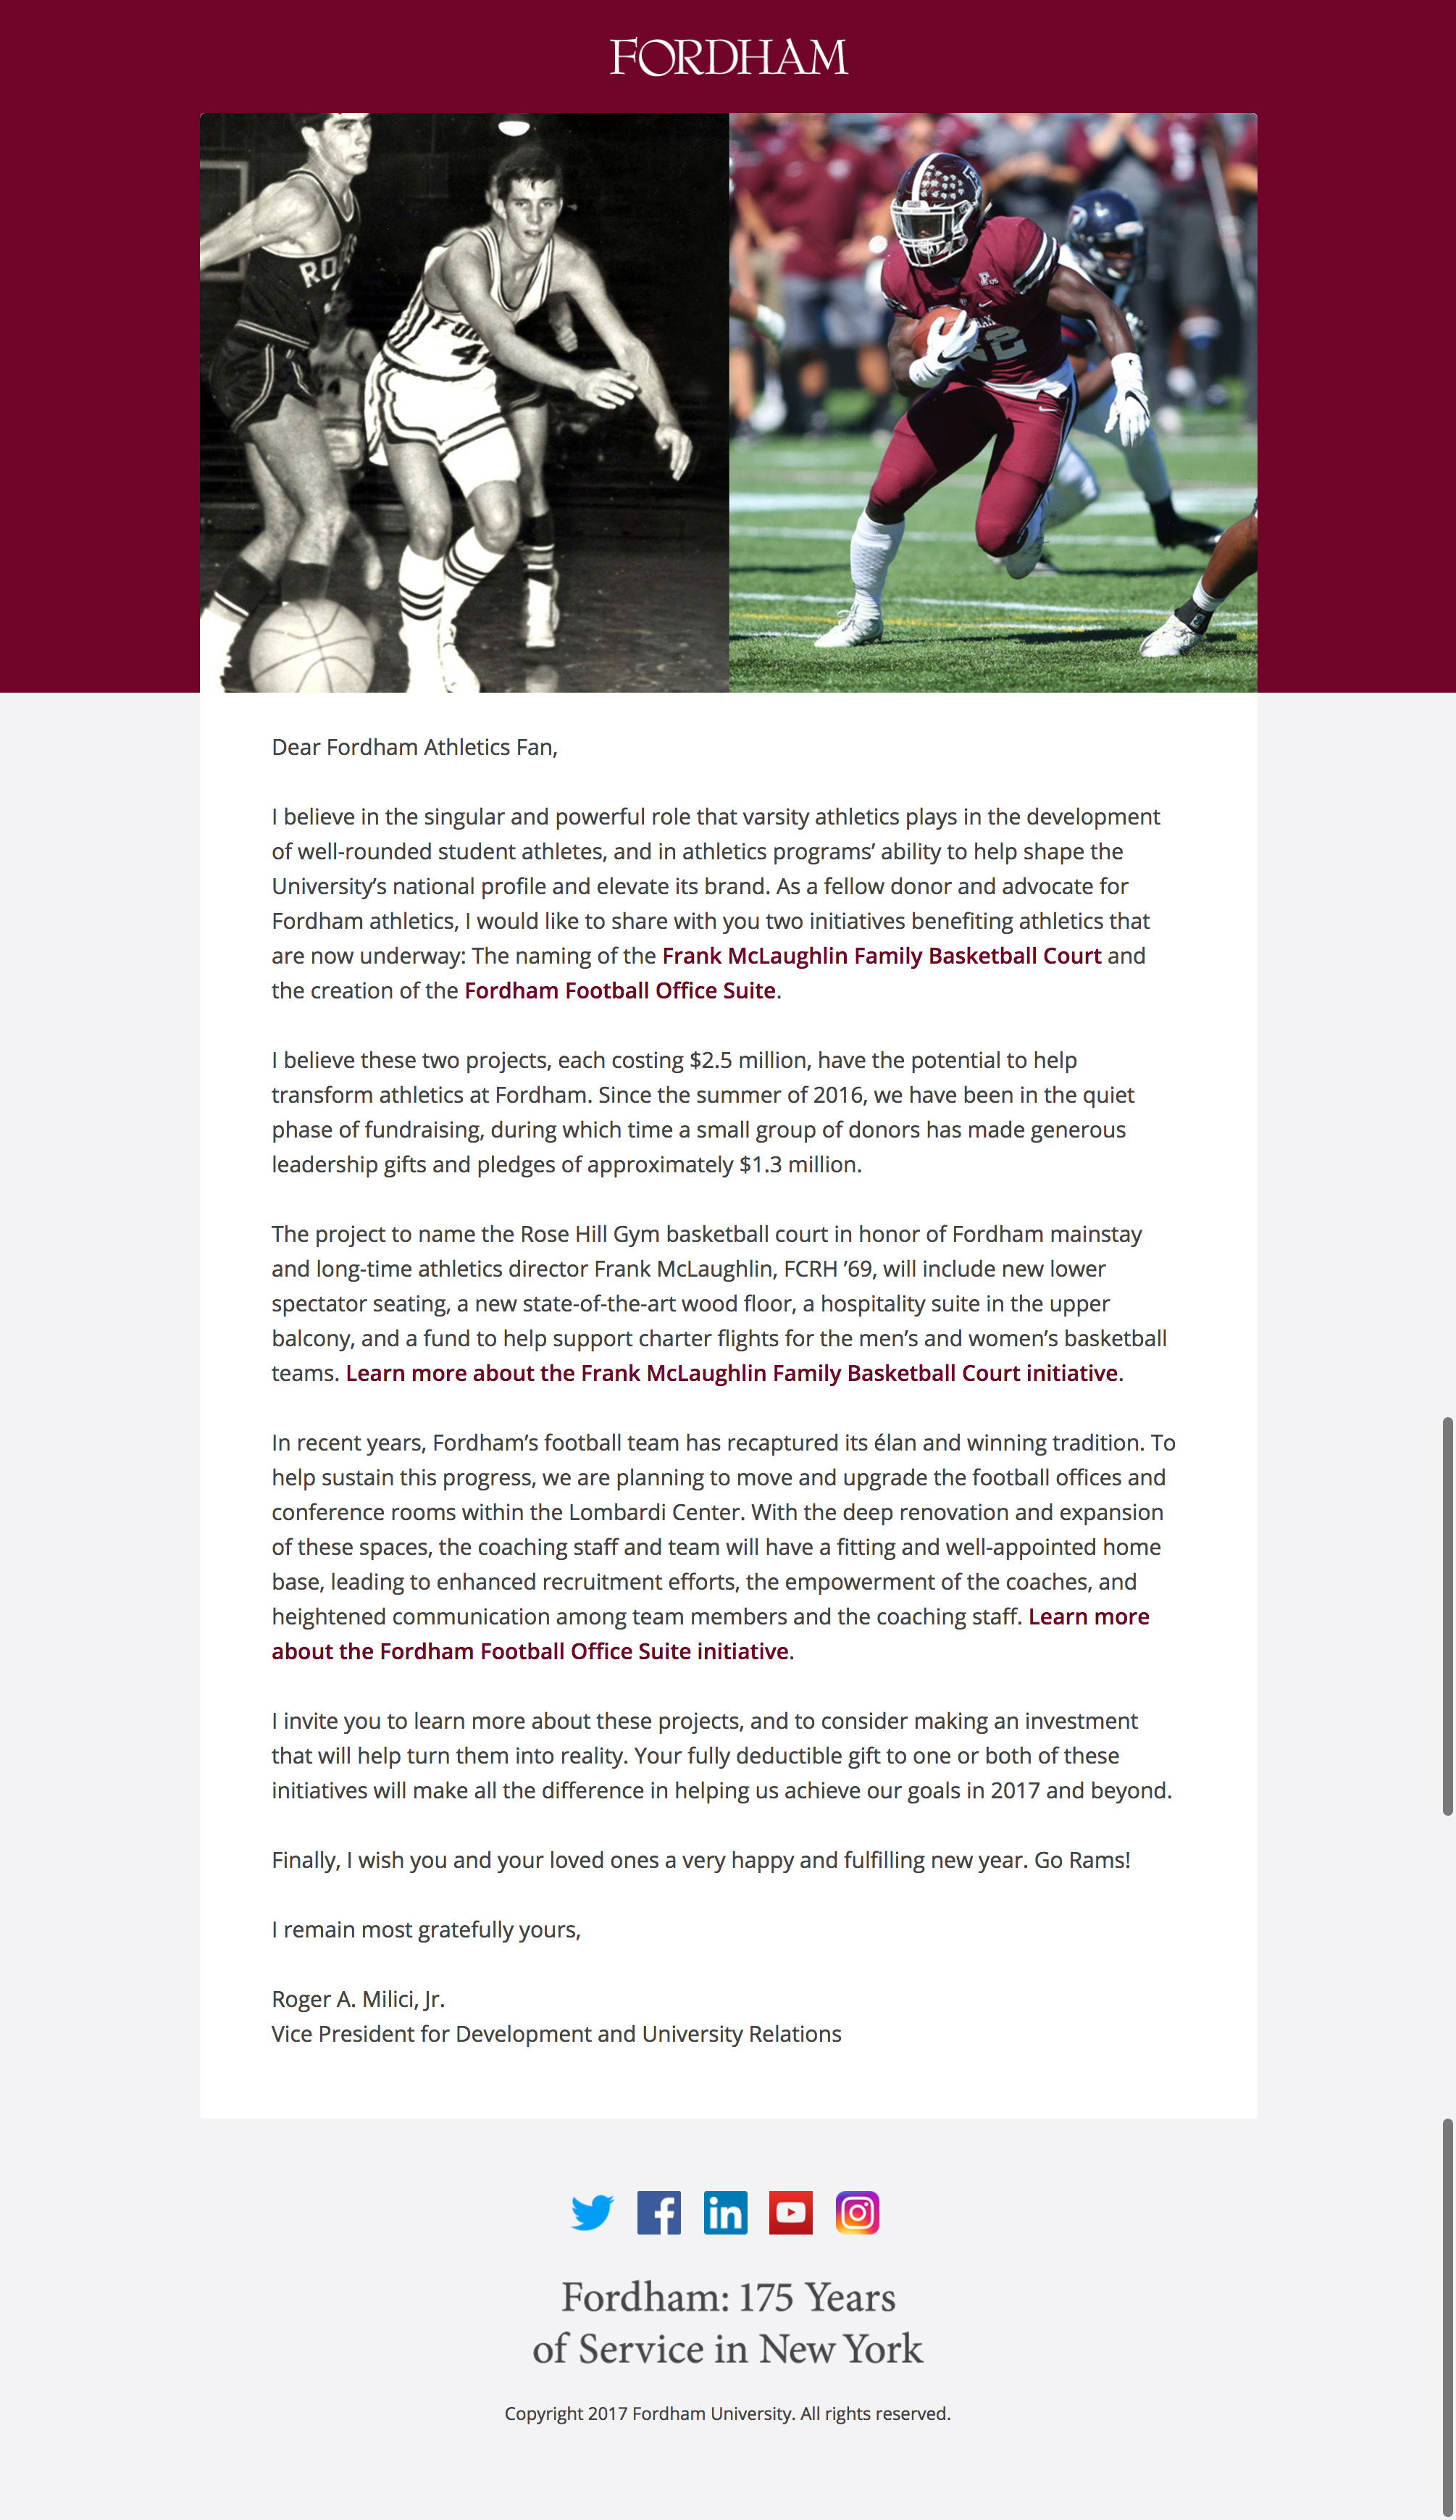 FORDHAM
Dear Fordham Athletics Fan,
I believe in the singular and powerful role that varsity athletics plays in the development
of well-rounded student athletes, and in athletics programs’ ability to help shape the
University’s national profile and elevate its brand. As a fellow donor and advocate for
Fordham athletics, I would like to share with you two initiatives benefiting athletics that
are now underway: The naming of the Frank McLaughlin Family Basketball Court and
the creation of the Fordham Football Office Suite.
I believe these two projects, each costing $2.5 million, have the potential to help
transform athletics at Fordham. Since the summer of 2016, we have been in the quiet
phase of fundraising, during which time a small group of donors has made generous
leadership gifts and pledges of approximately $1.3 million.
The project to name the Rose Hill Gym basketball court in honor of Fordham mainstay
and long-time athletics director Frank McLaughlin, FCRH ’69, will include new lower
spectator seating, a new state-of-the-art wood floor, a hospitality suite in the upper
balcony, and a fund to help support charter flights for the men’s and women’s basketball
teams. Learn more about the Frank McLaughlin Family Basketball Court initiative.
In recent years, Fordham’s football team has recaptured its élan and winning tradition. To
help sustain this progress, we are planning to move and upgrade the football offices and
conference rooms within the Lombardi Center. With the deep renovation and expansion
of these spaces, the coaching staff and team will have a fitting and well-appointed home
base, leading to enhanced recruitment efforts, the empowerment of the coaches, and
heightened communication among team members and the coaching staff. Learn more
about the Fordham Football Office Suite initiative.
I invite you to learn more about these projects, and to consider making an investment
that will help turn them into reality. Your fully deductible gift to one or both of these
initiatives will make all the difference in helping us achieve our goals in 2017 and beyond.
Finally, I wish you and your loved ones a very happy and fulfilling new year. Go Rams!
I remain most gratefully yours,
Roger A. Milici, Jr.
Vice President for Development and University Relations
Fordham: 175 Years
of Service in New York
Copyright 2017 Fordham University. All rights reserved.